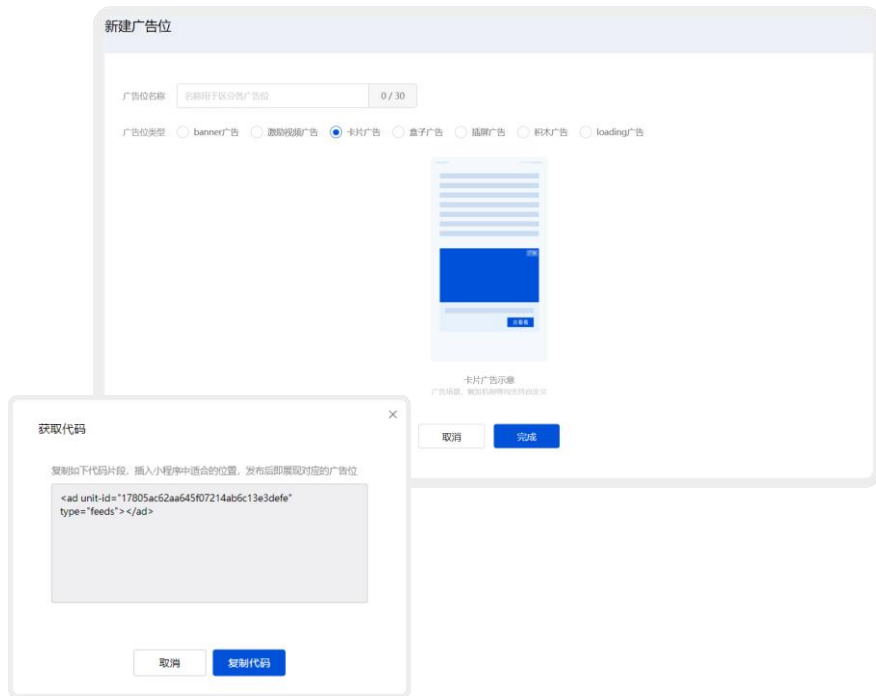 新建广告位
广告位名称 名称用于区分各广告位 0 / 30
广告位类型 banner广告 激励视频广告 卡片广告 盒子广告 插屏广告 积木广告 loading广告
广告
去看看
卡片广告示意
取消 完成
获取代码
复制如下代码片段，插入小程序中适合的位置，发布后即展现对应的广告位
<ad unit-id="17805ac62aa645f07214ab6c13e3defe"
type="feeds"></ad>
取消 复制代码